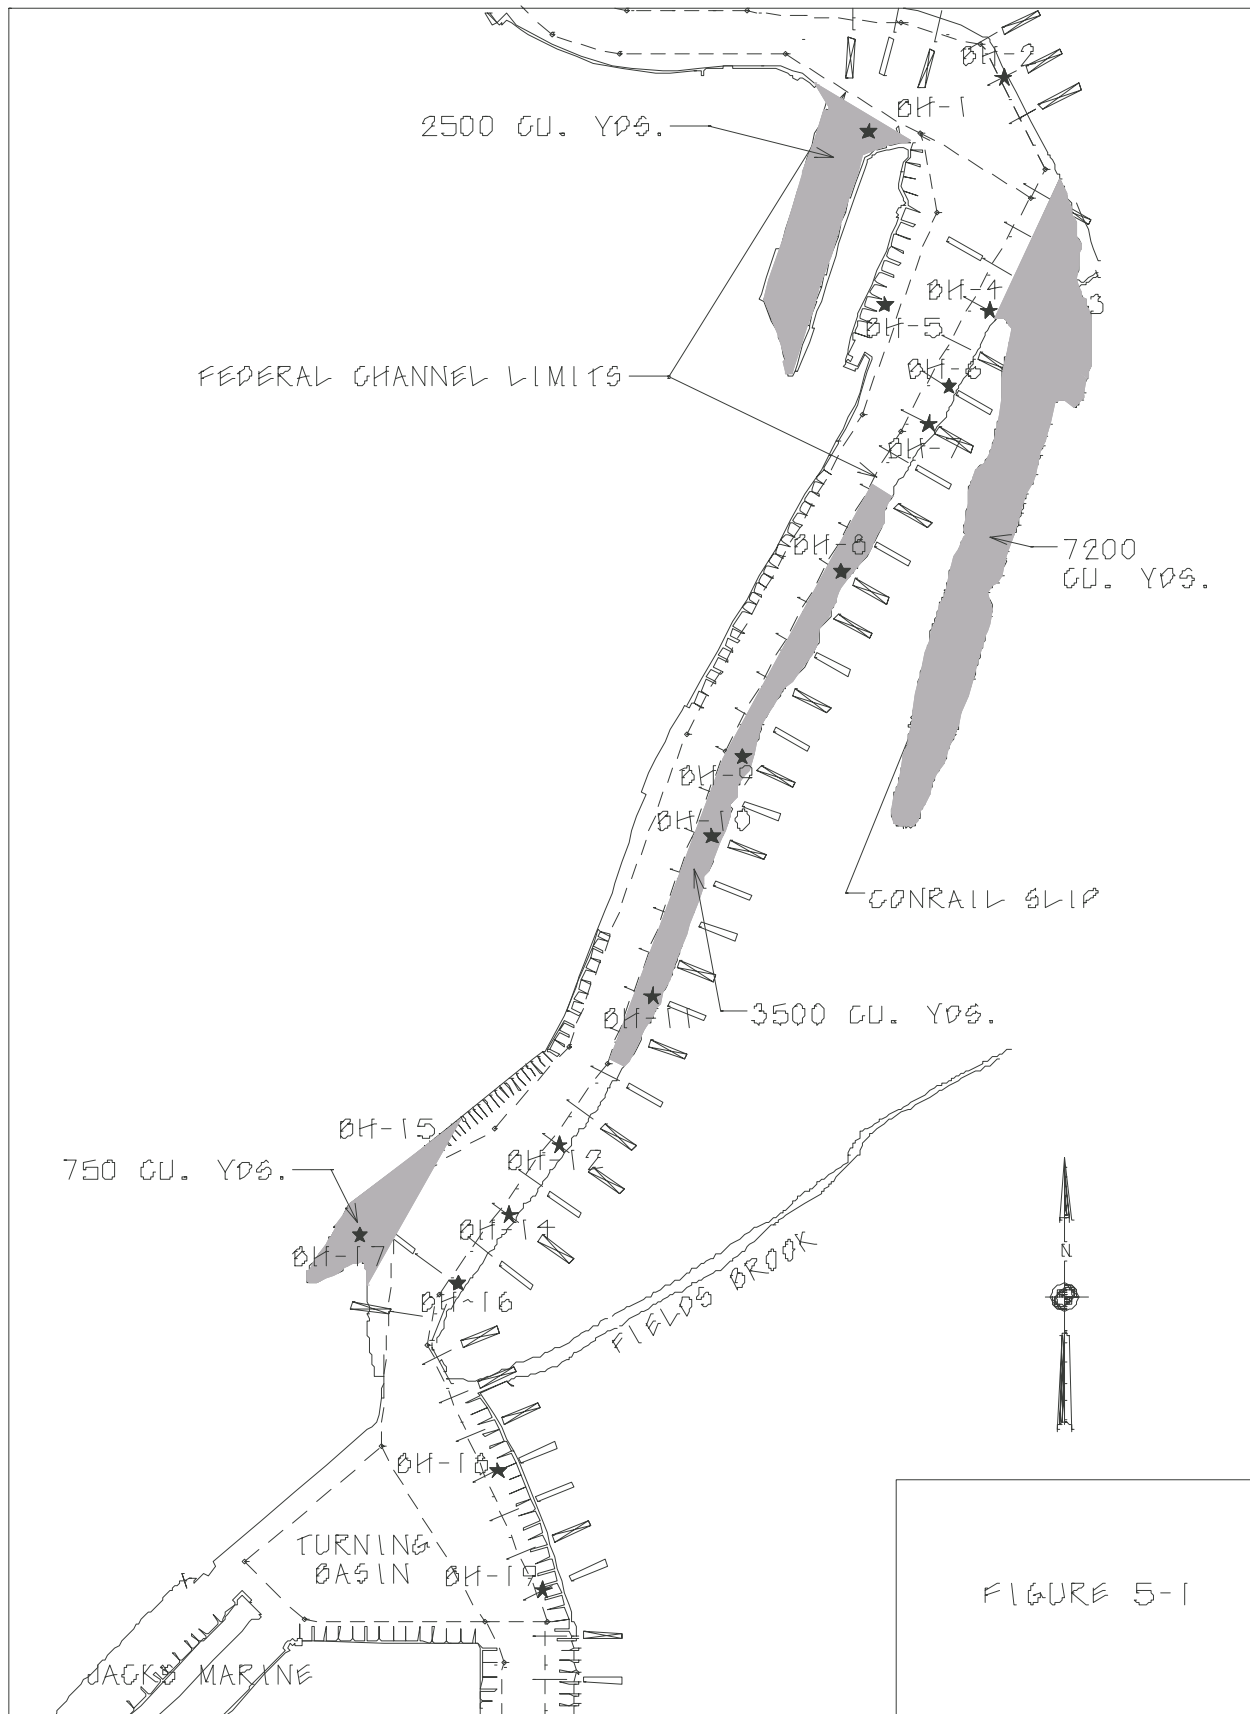 BH-2
BH-1
2500 CU. YDS.
BH-4
3
BH-5
FEDERAL CHANNEL LIMITS
BH-6
BH-7
BH-8
7200
CU. YDS.
BH-9
BH-10
CONRAIL SLIP
3500 CU. YDS.
BH-11
BH-15
750 CU. YDS.
BH-12
BH-14
BH-17
BH-16
FIELDS BROOK
N
BH-18
TURNING
BASIN
BH-19
FIGURE 5-1
JACKS MARINE